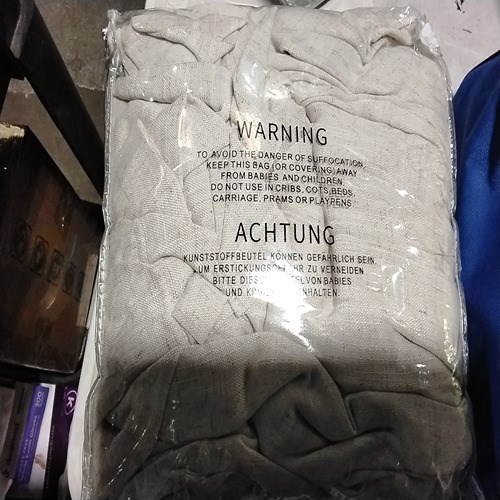 WARNING
TO AVOID THE DANGER OF SUFFOCATION,
KEEP THIS BAG (OR COVERING) AWAY
FROM BABIES AND CHILDREN.
DO NOT USE IN CRIBS, COTS, BEDS,
CARRIAGE, PRAMS OR PLAYPENS
ACHTUNG
KUNSTSTOFFBEUTEL KÖNNEN GEFÄHRLICH SEIN.
UM ZU VERNEIDEN
BITTE VON BABIES
UND